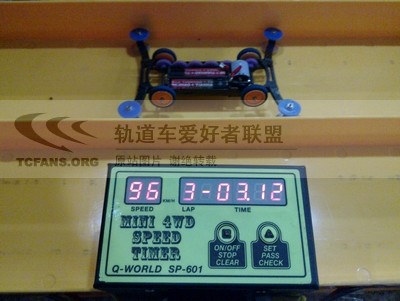 轨道车爱好者联盟
TCFANS.ORG
原站图片 谢绝转载
96 3-03.12
SPEED KM/H LAP TIME
MINI 4WD
SPEED
TIMER
ON/OFF
STOP
CLEAR
SET
PASS
CHECK
Q-WORLD SP-601